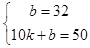 b = 32
10k + b = 50